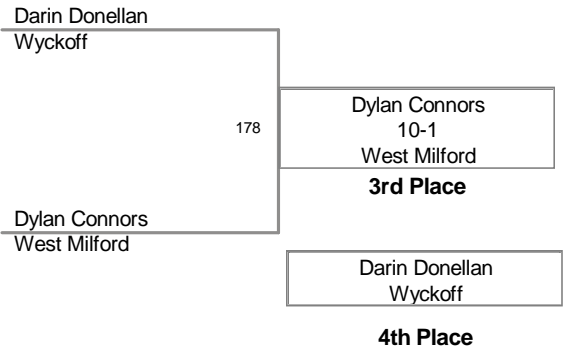 Darin Donellan
Wyckoff
178
Dylan Connors
10-1
West Milford
3rd Place
Dylan Connors
West Milford
Darin Donellan
Wyckoff
4th Place